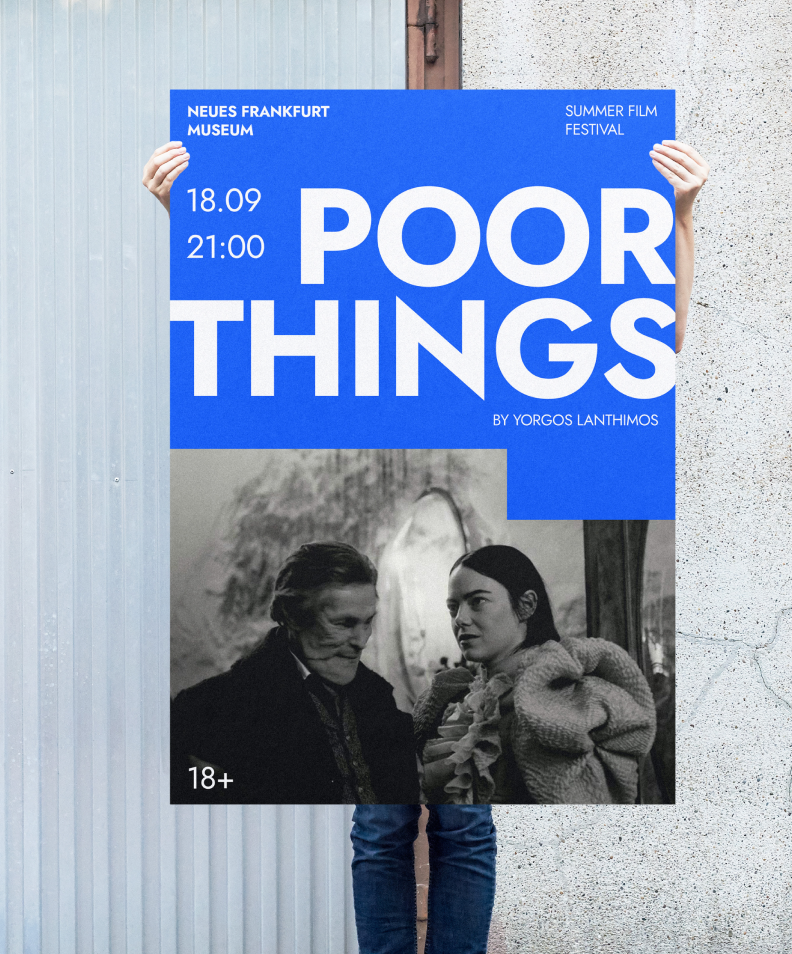 NEUES FRANKFURT
MUSEUM
SUMMER FILM
FESTIVAL
18.09
21:00
POOR
THINGS
BY YORGOS LANTHIMOS
18+